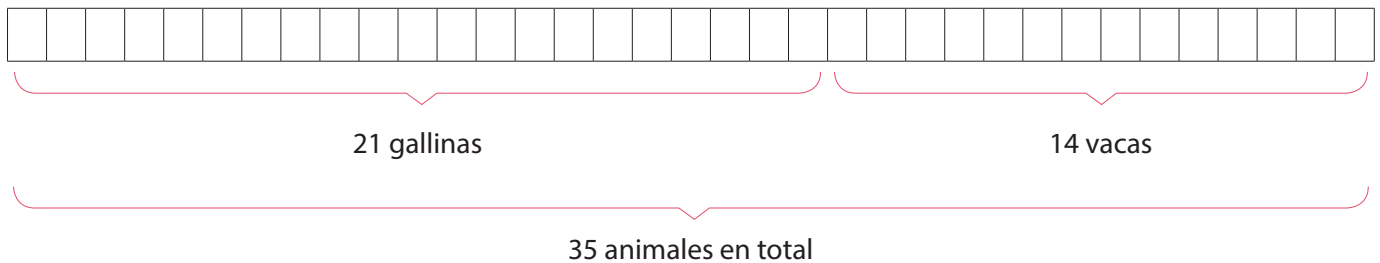 21 gallinas
14 vacas
35 animales en total